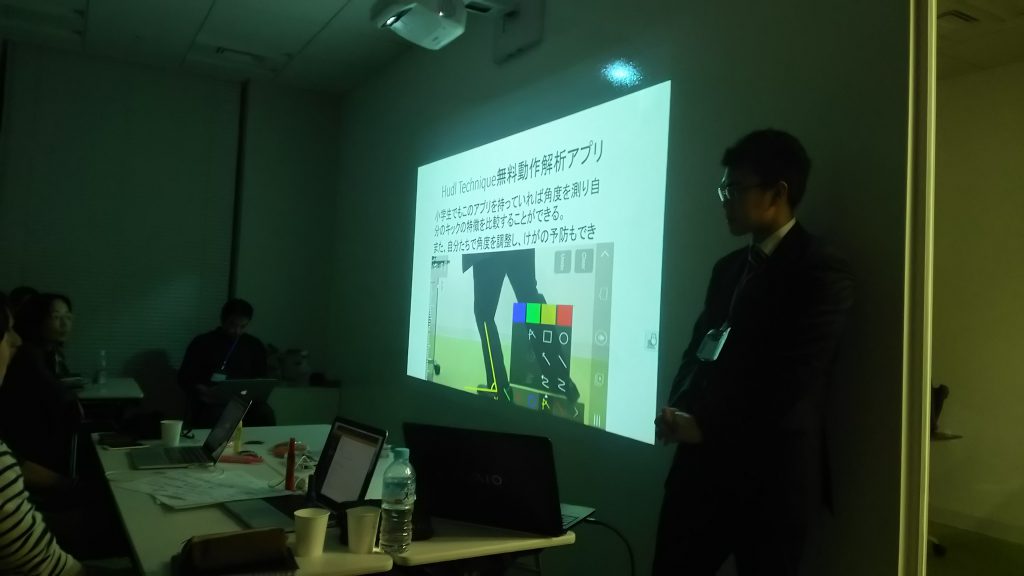 Hudl Technique無料動作解析アプリ
小学生でもこのアプリを持っていれば角度を測り自
分のキックの特徴を比較することができる。
また、自分たちで角度を調整し、けがの予防もでき
VAIO